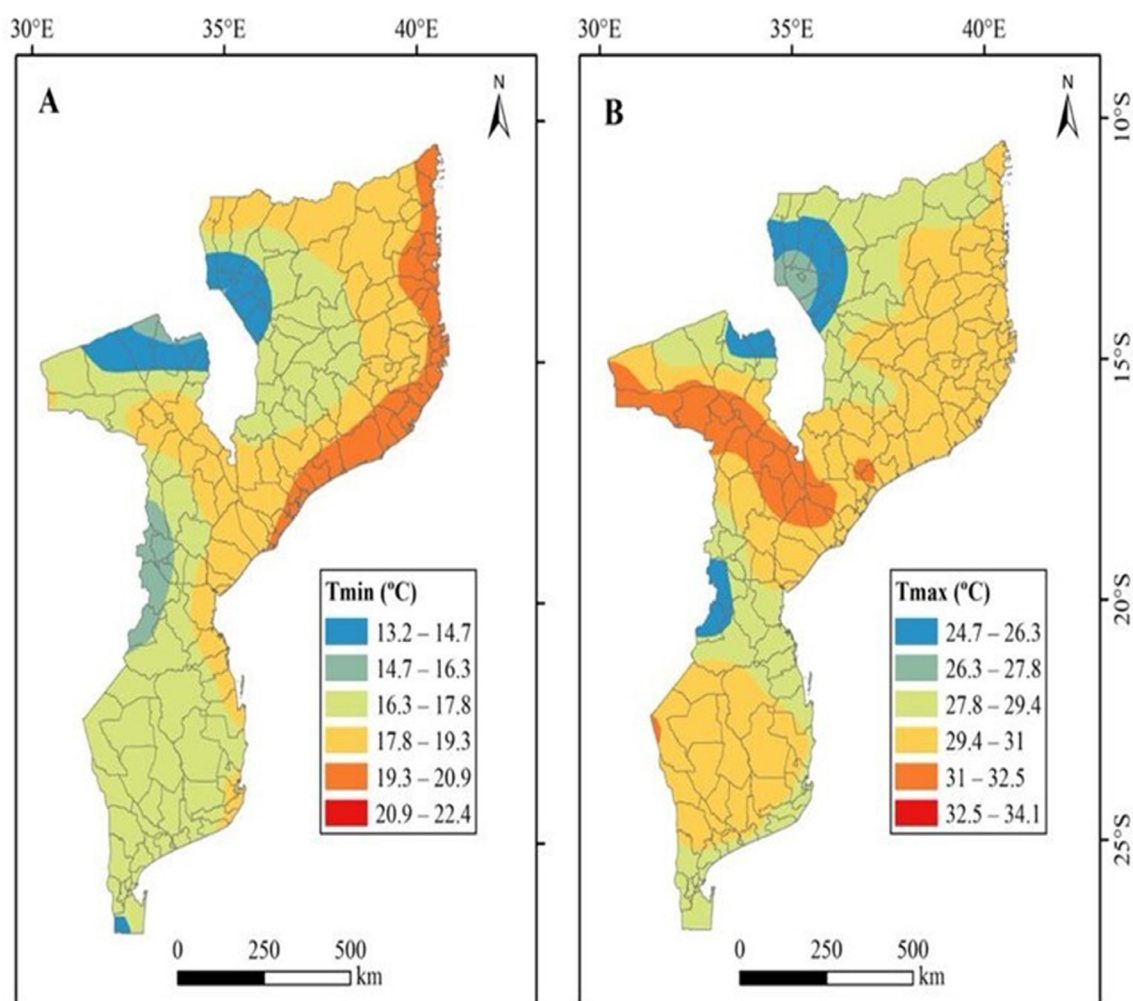 30°E 35°E 40°E 30°E 35°E 40°E
A
N
B
N
10°S
15°S
20°S
25°S
Tmin (ºC)
13.2 – 14.7
14.7 – 16.3
16.3 – 17.8
17.8 – 19.3
19.3 – 20.9
20.9 – 22.4
Tmax (ºC)
24.7 – 26.3
26.3 – 27.8
27.8 – 29.4
29.4 – 31
31 – 32.5
32.5 – 34.1
0 250 500
km
0 250 500
km